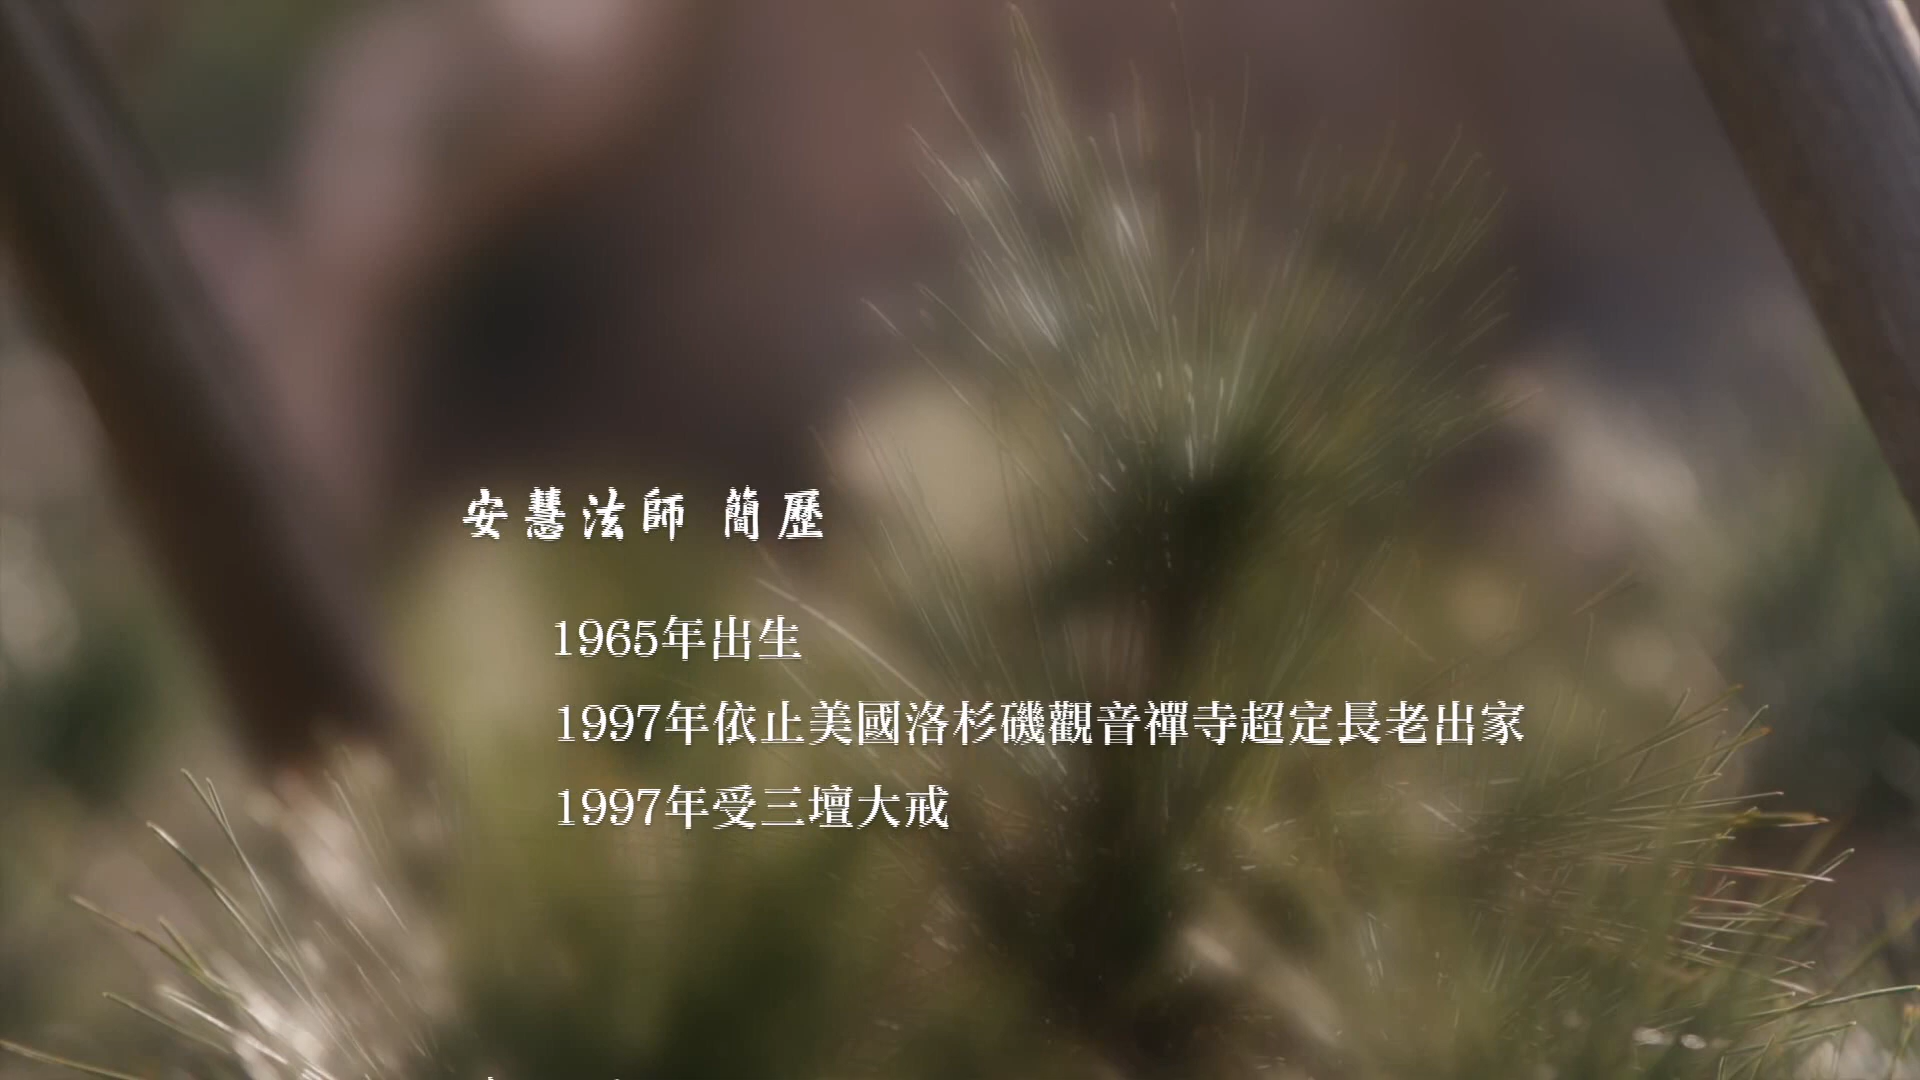 安慧法師 簡歷
1965年出生
1997年依止美國洛杉磯觀音禪寺超定長老出家
1997年受三壇大戒